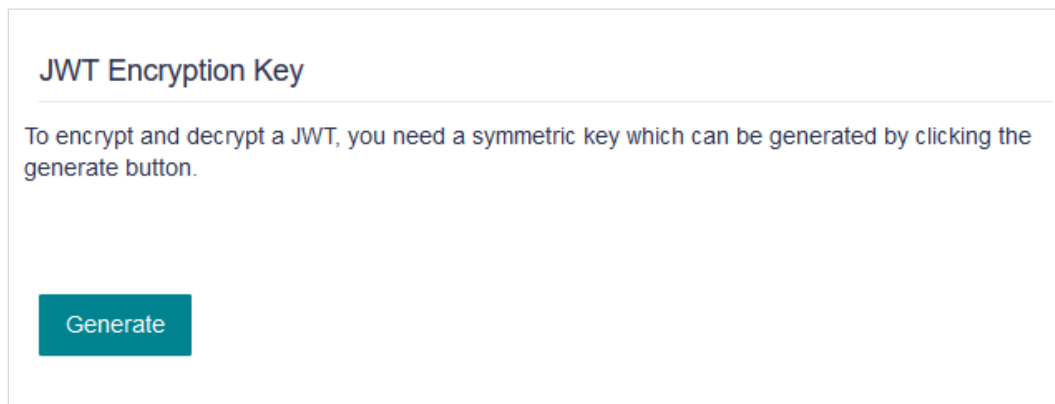 JWT Encryption Key
To encrypt and decrypt a JWT, you need a symmetric key which can be generated by clicking the
generate button.
Generate